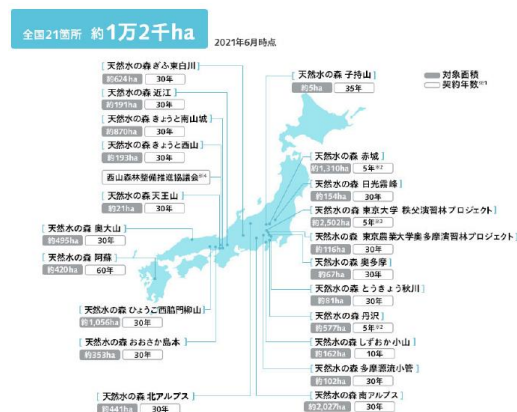 全国21箇所 約1万2千ha
2021年6月時点
対象面積
契約年数※1
[ 天然水の森 ぎふ東白川
約624ha 30年
[ 天然水の森 近江
約191ha 30年
[ 天然水の森 きょうと南山城
約870ha 30年
[ 天然水の森 きょうと西山
約193ha 30年
西山森林整備推進協議会※4
[ 天然水の森 天王山
約21ha 30年
[ 天然水の森 奥大山
約495ha 30年
[ 天然水の森 阿蘇
約420ha 60年
[ 天然水の森 ひょうご西脇門柳山
約1,056ha 30年
[ 天然水の森 おおさか島本
約353ha 30年
[ 天然水の森 北アルプス
約441ha 30年
天然水の森 子持山 ]
約5ha 35年
天然水の森 赤城 ]
約1,310ha 5年※2
天然水の森 日光霧峰 ]
約154ha 30年
天然水の森 東京大学 秩父演習林プロジェクト ]
約2,502ha 5年※3
天然水の森 東京農業大学奥多摩演習林プロジェクト ]
約116ha 30年
天然水の森 奥多摩 ]
約67ha 30年
天然水の森 とうきょう秋川 ]
約81ha 30年
天然水の森 丹沢 ]
約577ha 5年※2
天然水の森 しずおか小山 ]
約162ha 10年
天然水の森 多摩源流小菅 ]
約102ha 30年
天然水の森 南アルプス ]
約2,027ha 30年